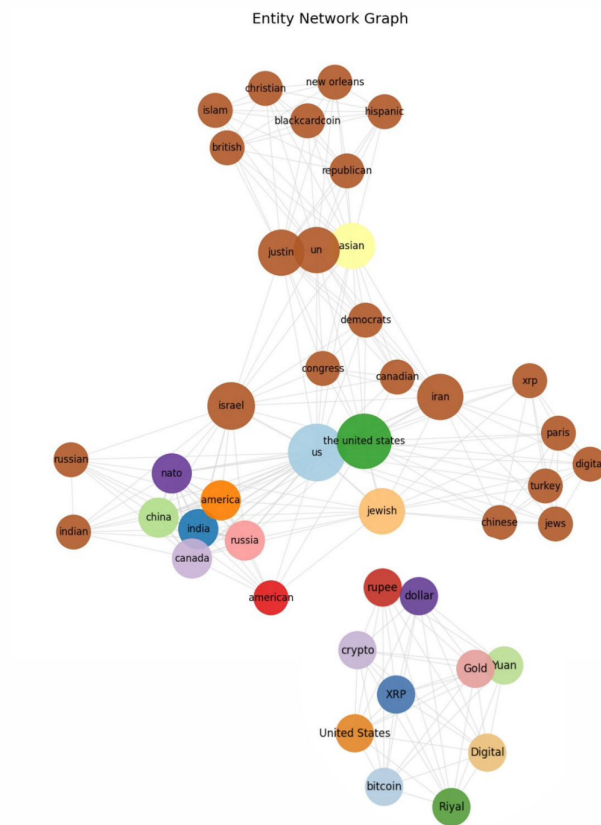 Entity Network Graph
new orleans
christian
islam
hispanic
blackcardcoin
british
republican
justin
un
asian
democrats
congress
canadian
xrp
israel
iran
the united states
paris
us
russian
digital
nato
turkey
america
jewish
china
chinese
jews
india
indian
russia
canada
american
rupee
dollar
crypto
Gold
Yuan
XRP
United States
Digital
bitcoin
Riyal